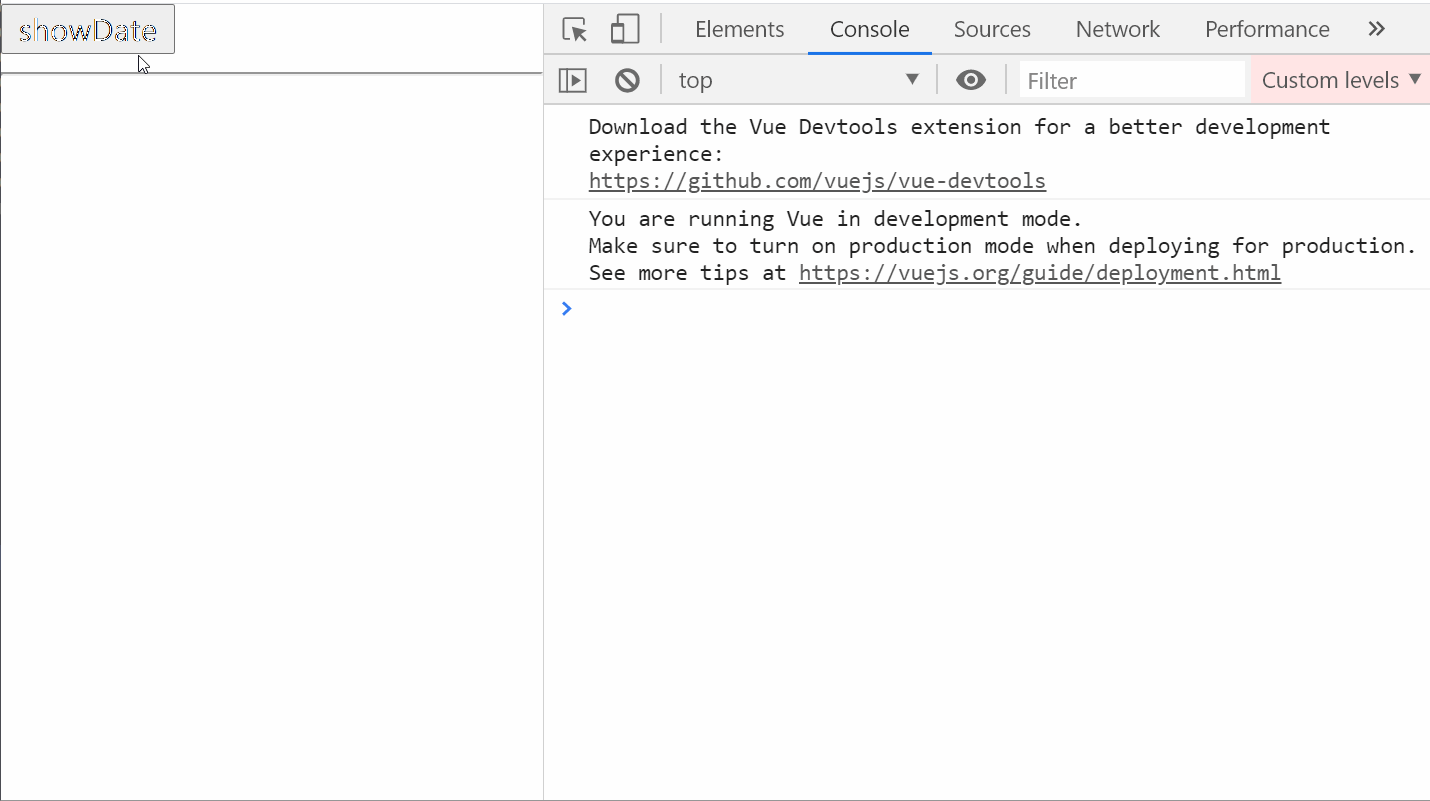 showDate
Elements Console Sources Network Performance
top Filter Custom levels
Download the Vue Devtools extension for a better development
experience:
https://github.com/vuejs/vue-devtools
You are running Vue in development mode.
Make sure to turn on production mode when deploying for production.
See more tips at https://vuejs.org/guide/deployment.html